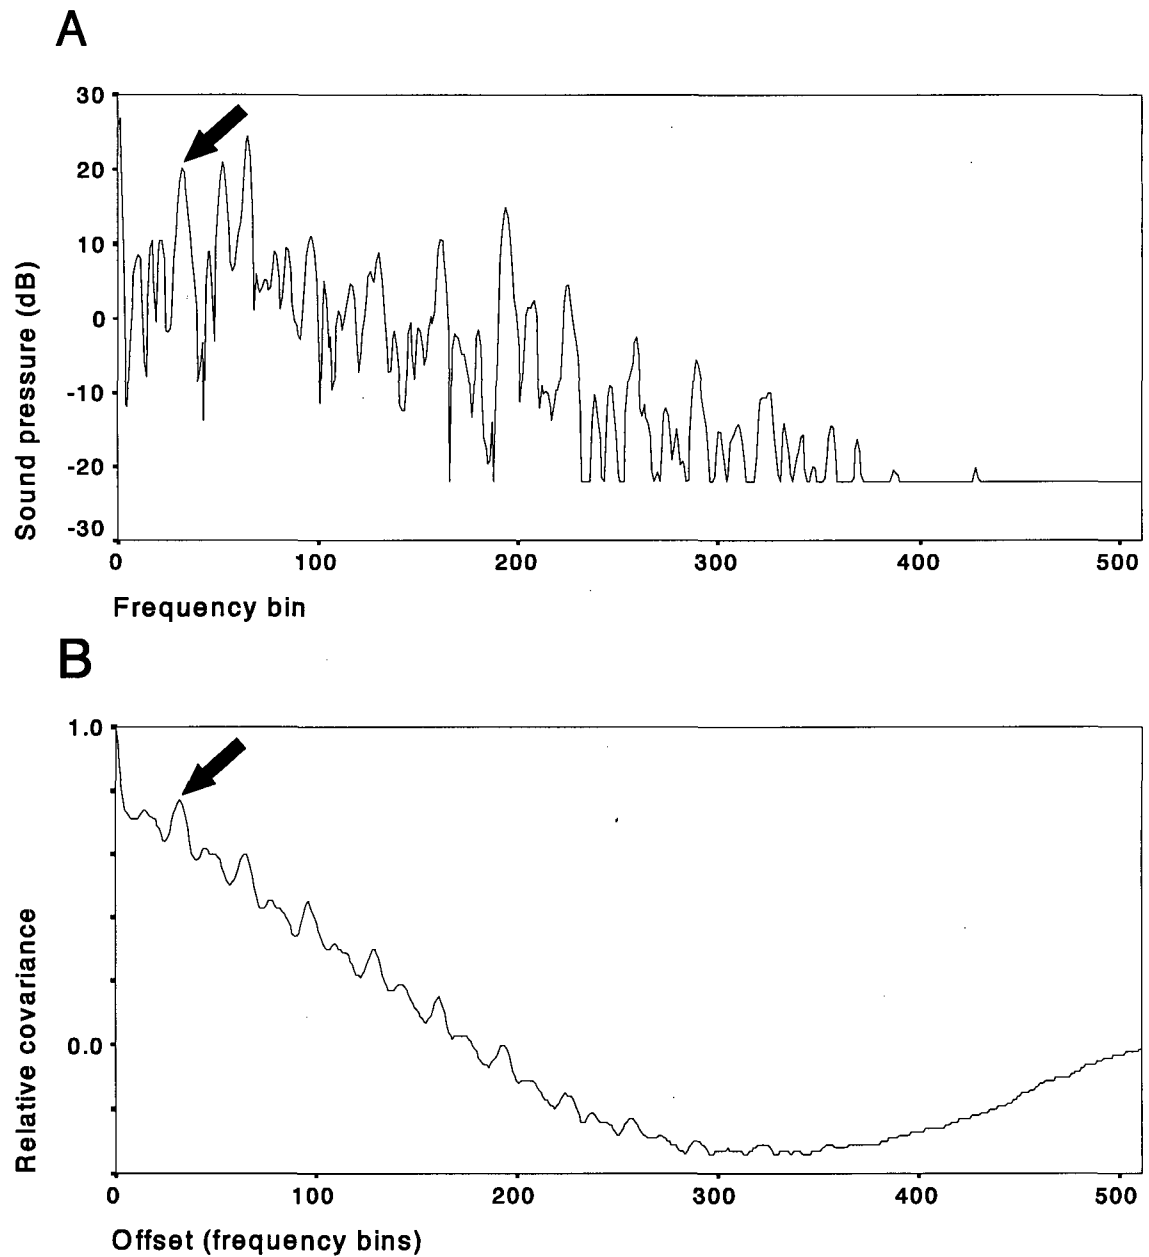 A
30
20
10
0
-10
-20
-30
Sound pressure (dB)
0 100 200 300 400 500
Frequency bin
B
1.0
0.0
Relative covariance
0 100 200 300 400 500
Offset (frequency bins)